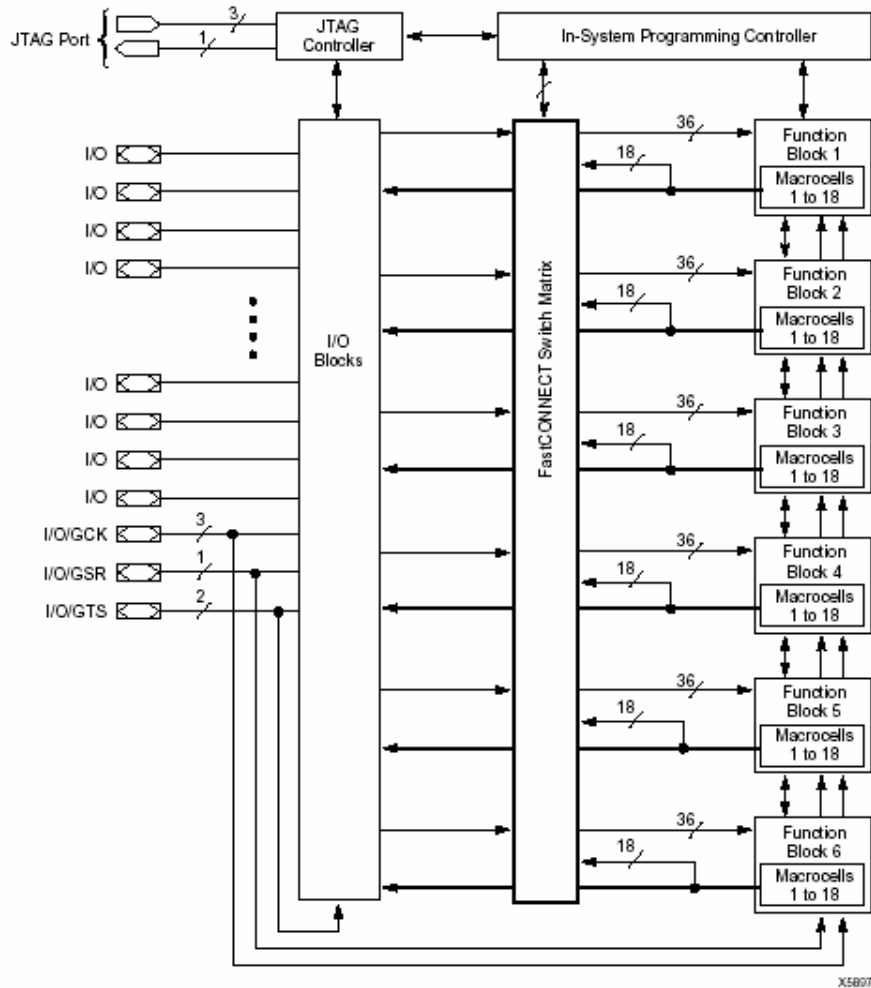 JTAG Port
3
1
JTAG
Controller
In-System Programming Controller
I/O
I/O
I/O
I/O
I/O
I/O
I/O
I/O
I/O/GCK
3
I/O/GSR
1
I/O/GTS
2
I/O
Blocks
FastCONNECT Switch Matrix
36
18
Function
Block 1
Macrocells
1 to 18
36
18
Function
Block 2
Macrocells
1 to 18
36
18
Function
Block 3
Macrocells
1 to 18
36
18
Function
Block 4
Macrocells
1 to 18
36
18
Function
Block 5
Macrocells
1 to 18
36
18
Function
Block 6
Macrocells
1 to 18
X5897